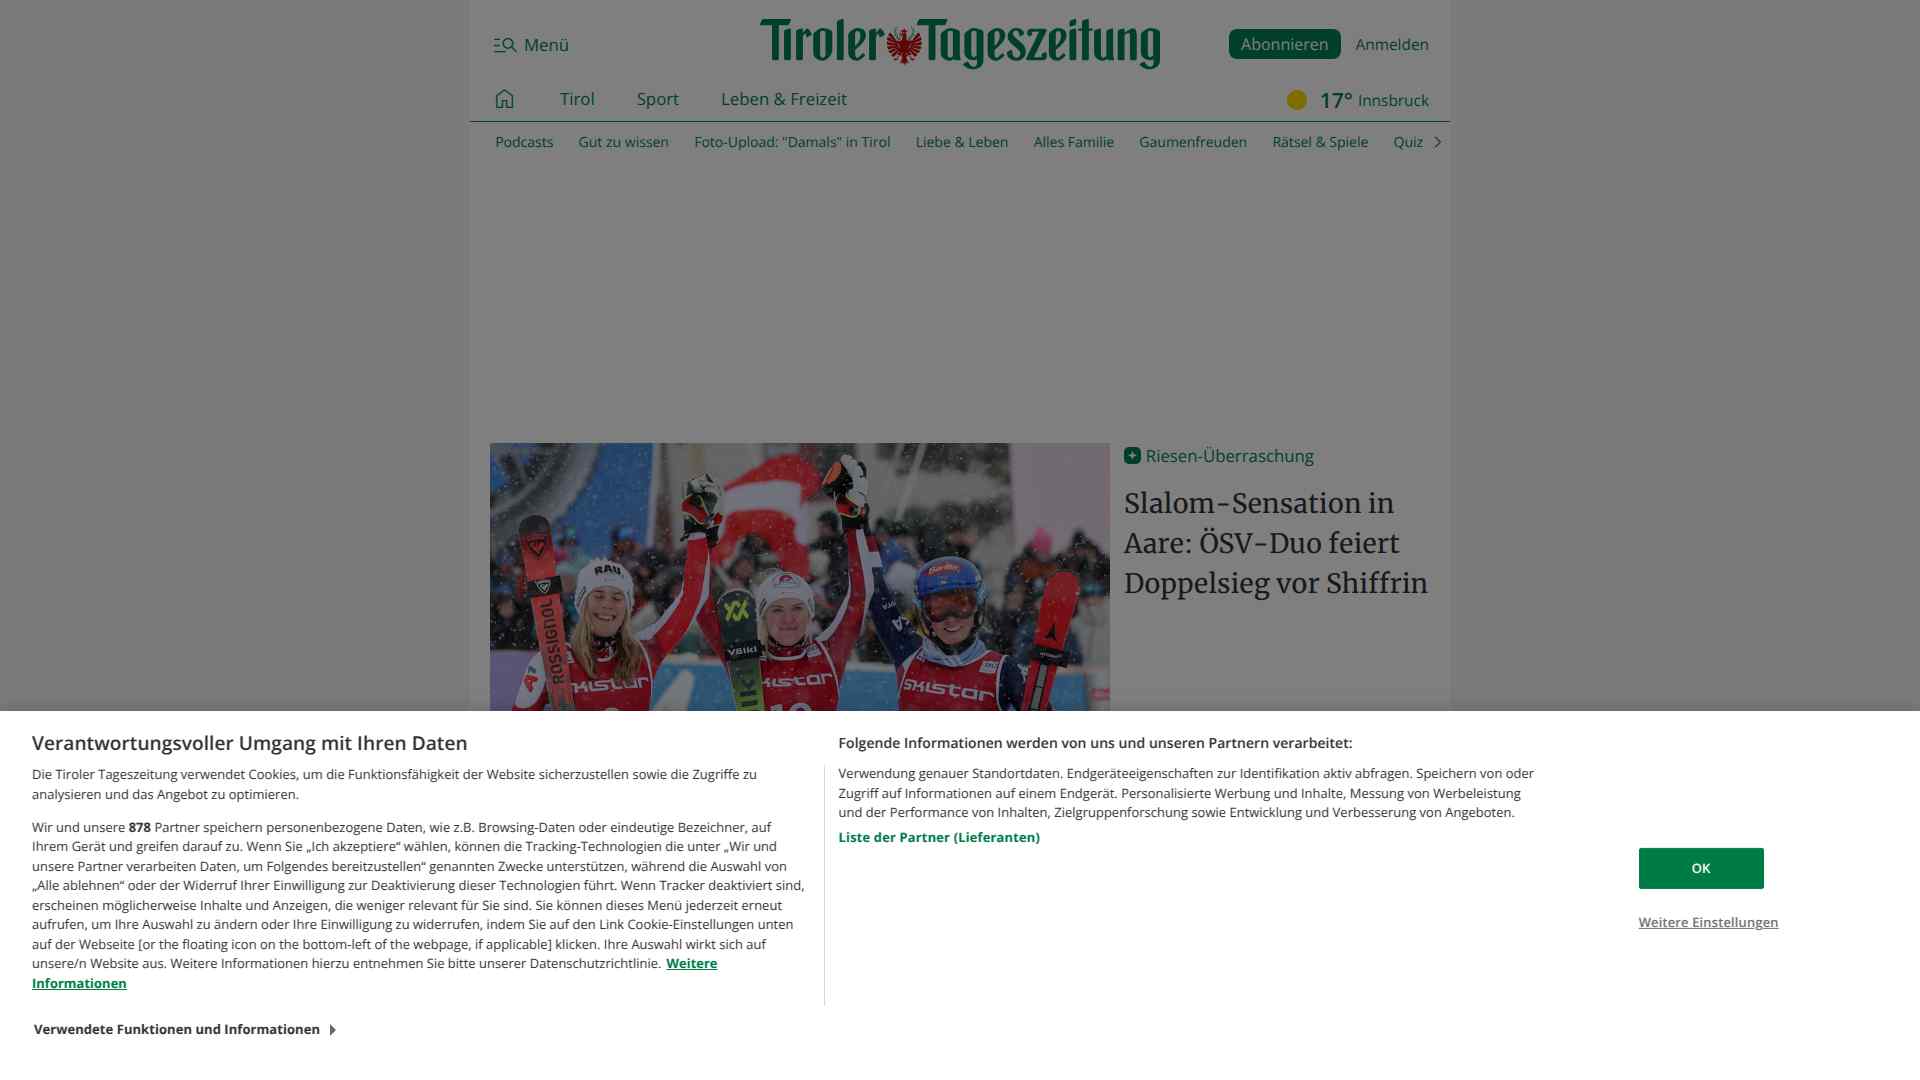 Menü
Tiroler Tageszeitung
Abonnieren
Anmelden
Tirol
Sport
Leben & Freizeit
17° Innsbruck
Podcasts
Gut zu wissen
Foto-Upload: "Damals" in Tirol
Liebe & Leben
Alles Familie
Gaumenfreuden
Rätsel & Spiele
Quiz
Riesen-Überraschung
Slalom-Sensation in
Aare: ÖSV-Duo feiert
Doppelsieg vor Shiffrin
RAU
ROSSIGNOL
völkl
skistar
skistar
skistar
Verantwortungsvoller Umgang mit Ihren Daten
Die Tiroler Tageszeitung verwendet Cookies, um die Funktionsfähigkeit der Website sicherzustellen sowie die Zugriffe zu
analysieren und das Angebot zu optimieren.
Wir und unsere 878 Partner speichern personenbezogene Daten, wie z.B. Browsing-Daten oder eindeutige Bezeichner, auf
Ihrem Gerät und greifen darauf zu. Wenn Sie „Ich akzeptiere“ wählen, können die Tracking-Technologien die unter „Wir und
unsere Partner verarbeiten Daten, um Folgendes bereitzustellen“ genannten Zwecke unterstützen, während die Auswahl von
„Alle ablehnen“ oder der Widerruf Ihrer Einwilligung zur Deaktivierung dieser Technologien führt. Wenn Tracker deaktiviert sind,
erscheinen möglicherweise Inhalte und Anzeigen, die weniger relevant für Sie sind. Sie können dieses Menü jederzeit erneut
aufrufen, um Ihre Auswahl zu ändern oder Ihre Einwilligung zu widerrufen, indem Sie auf den Link Cookie-Einstellungen unten
auf der Webseite [or the floating icon on the bottom-left of the webpage, if applicable] klicken. Ihre Auswahl wirkt sich auf
unsere/n Website aus. Weitere Informationen hierzu entnehmen Sie bitte unserer Datenschutzrichtlinie. Weitere
Informationen
Verwendete Funktionen und Informationen
Folgende Informationen werden von uns und unseren Partnern verarbeitet:
Verwendung genauer Standortdaten. Endgeräteeigenschaften zur Identifikation aktiv abfragen. Speichern von oder
Zugriff auf Informationen auf einem Endgerät. Personalisierte Werbung und Inhalte, Messung von Werbeleistung
und der Performance von Inhalten, Zielgruppenforschung sowie Entwicklung und Verbesserung von Angeboten.
Liste der Partner (Lieferanten)
OK
Weitere Einstellungen